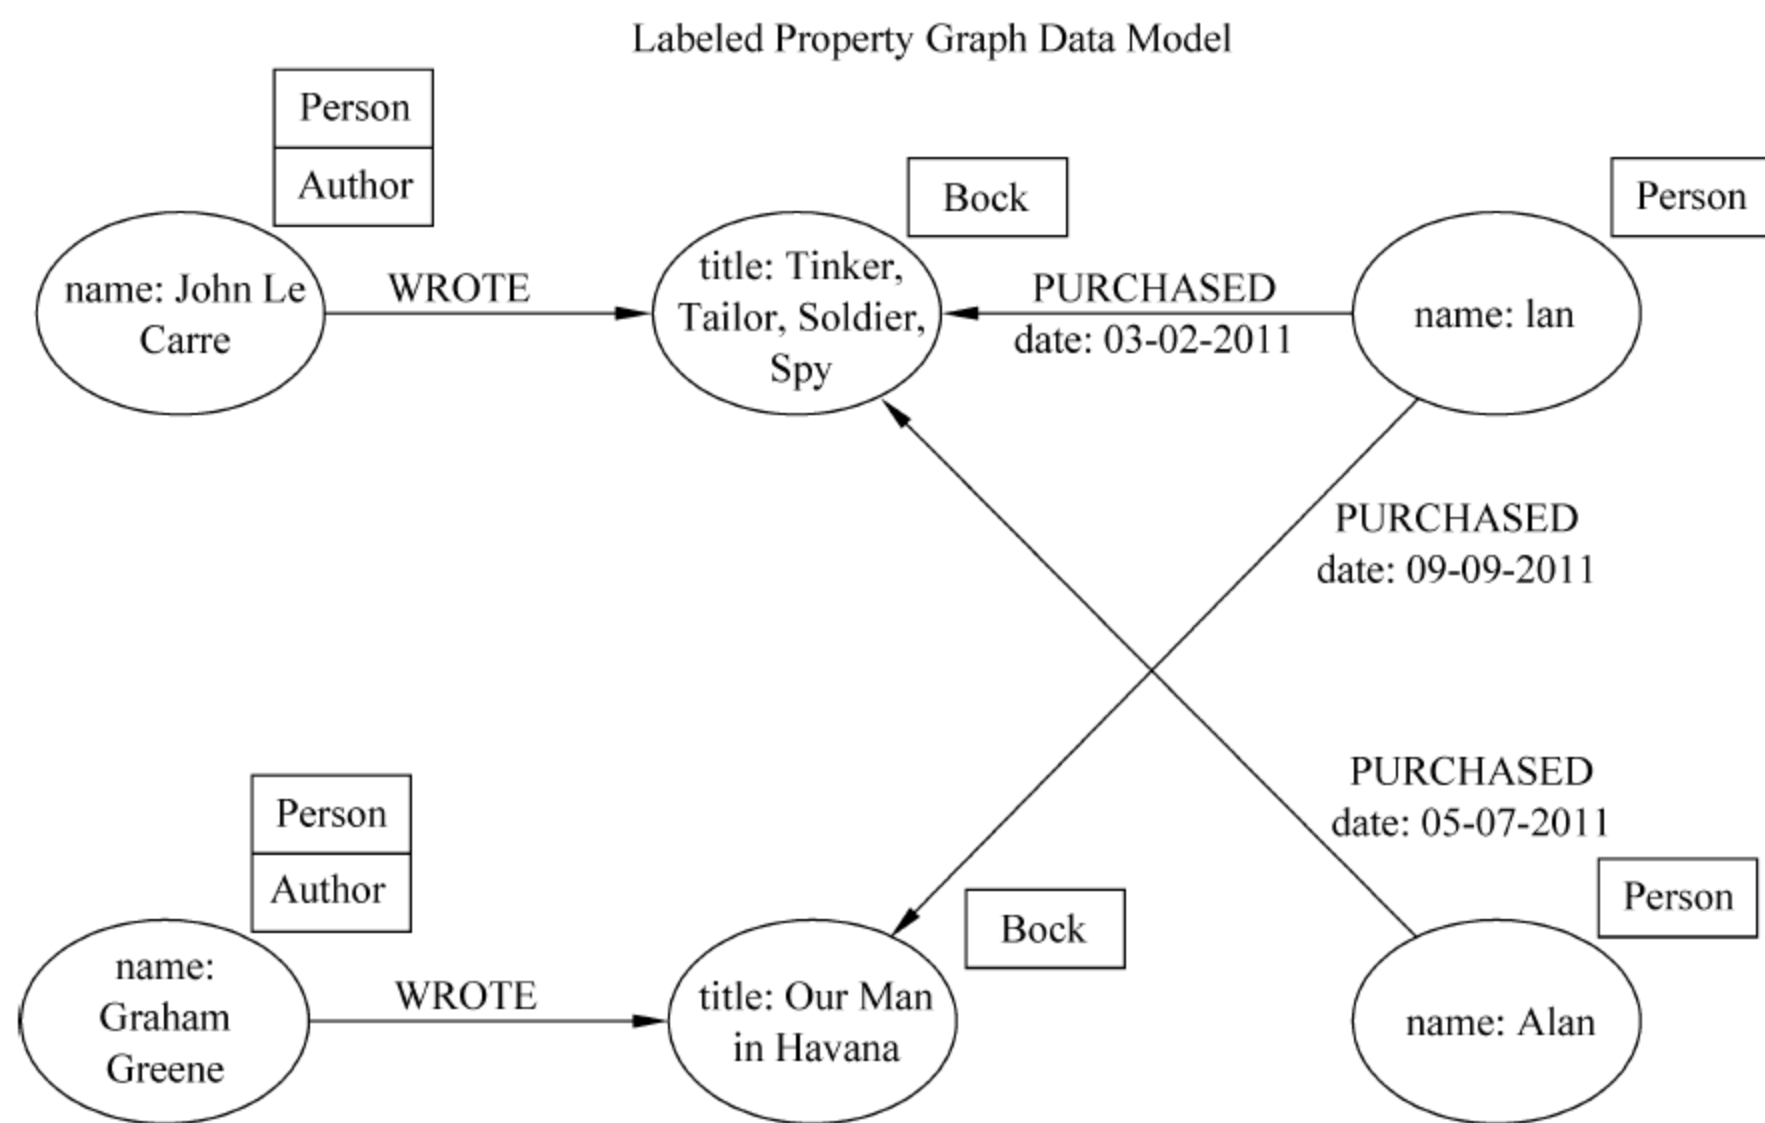 Labeled Property Graph Data Model
Person
Author
Bock
Person
name: John Le
Carre
WROTE
title: Tinker,
Tailor, Soldier,
Spy
PURCHASED
date: 03-02-2011
name: lan
PURCHASED
date: 09-09-2011
PURCHASED
date: 05-07-2011
Person
Author
Bock
Person
name:
Graham
Greene
WROTE
title: Our Man
in Havana
name: Alan